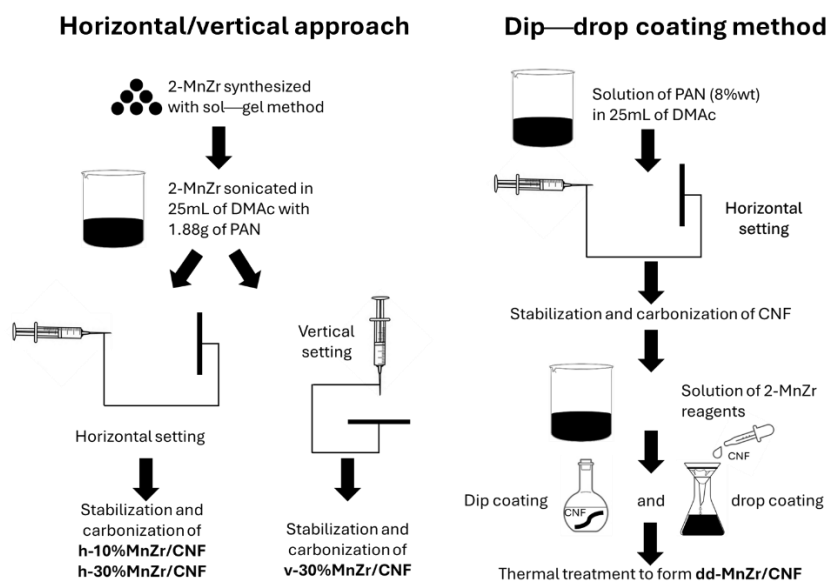 Horizontal/vertical approach
2-MnZr synthesized
with sol—gel method
2-MnZr sonicated in
25mL of DMAc with
1.88g of PAN
Vertical
setting
Horizontal setting
Stabilization and
carbonization of
h-10%MnZr/CNF
h-30%MnZr/CNF
Stabilization and
carbonization of
v-30%MnZr/CNF
Dip—drop coating method
Solution of PAN (8%wt)
in 25mL of DMAc
Horizontal
setting
Stabilization and carbonization of CNF
Solution of 2-MnZr
reagents
CNF
Dip coating
CNF
and
drop coating
Thermal treatment to form dd-MnZr/CNF